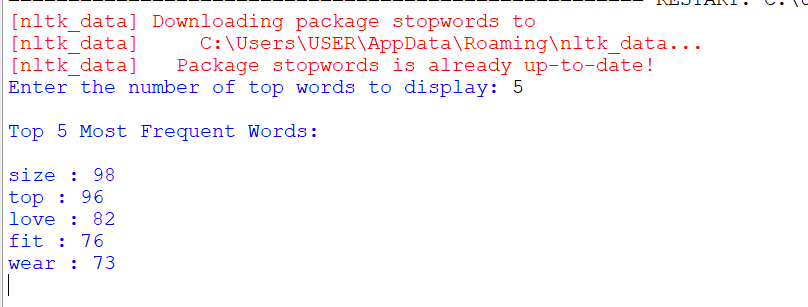 RESTART: C:\
[nltk_data] Downloading package stopwords to
[nltk_data]     C:\Users\USER\AppData\Roaming\nltk_data...
[nltk_data]   Package stopwords is already up-to-date!
Enter the number of top words to display: 5
Top 5 Most Frequent Words:
size : 98
top : 96
love : 82
fit : 76
wear : 73